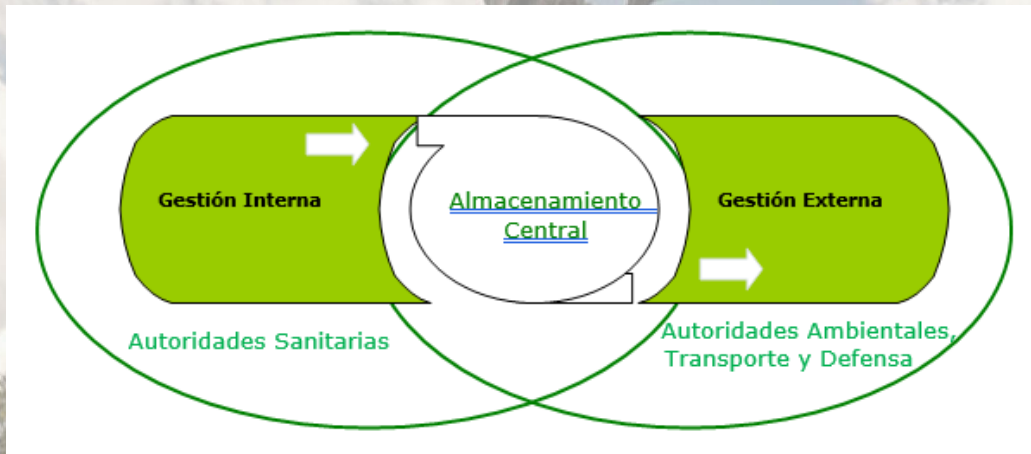 Gestión Interna
Almacenamiento
Central
Gestión Externa
Autoridades Sanitarias
Autoridades Ambientales,
Transporte y Defensa